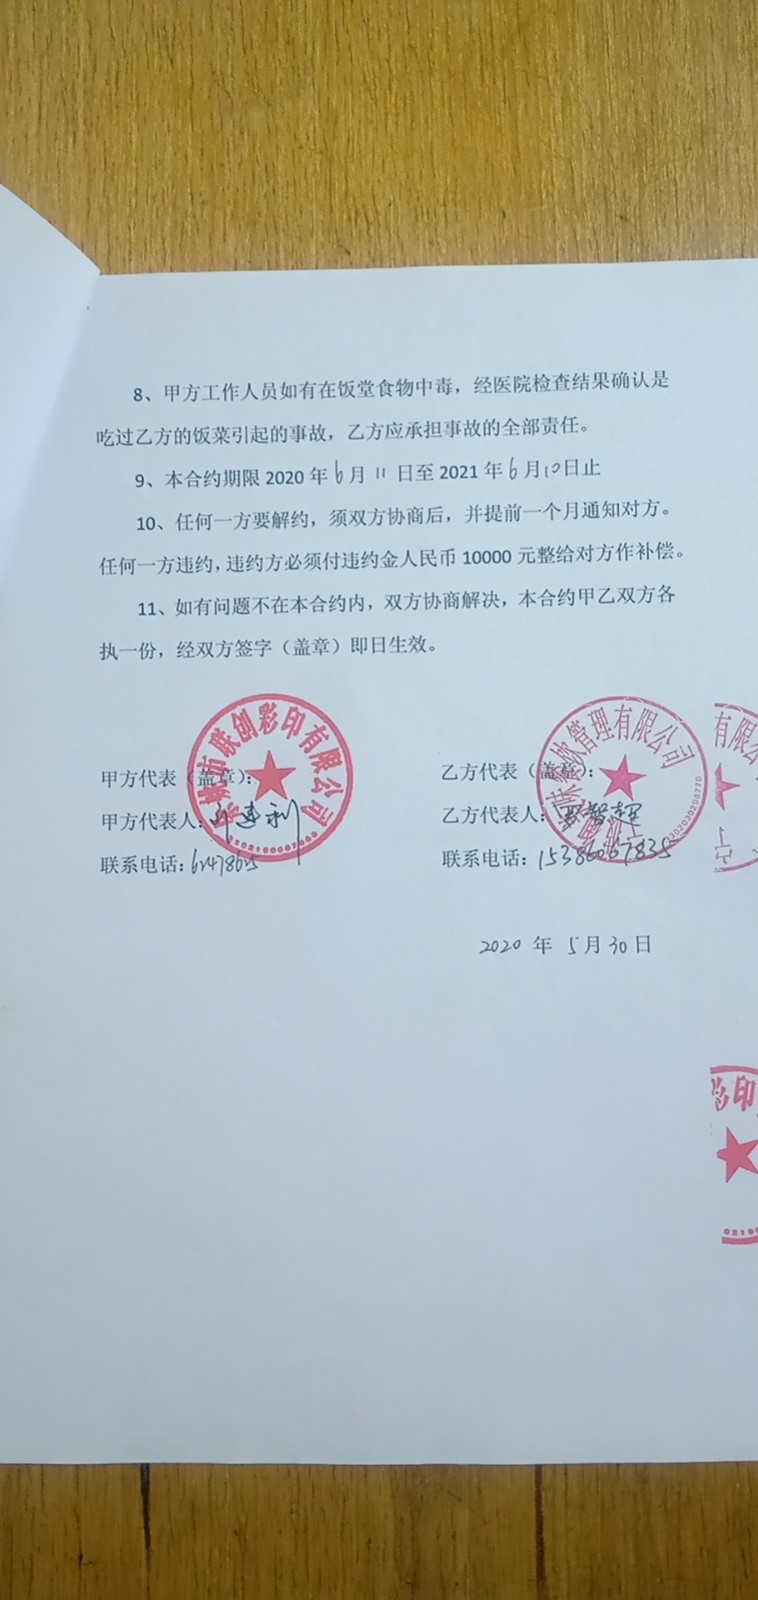 8、甲方工作人员如有在饭堂食物中毒，经医院检查结果确认是
吃过乙方的饭菜引起的事故，乙方应承担事故的全部责任。
9、本合约期限 2020 年 6 月 11 日至 2021 年 6 月 10 日止
10、任何一方要解约，须双方协商后，并提前一个月通知对方。
任何一方违约，违约方必须付违约金人民币 10000 元整给对方作补偿。
11、如有问题不在本合约内，双方协商解决，本合约甲乙双方各
执一份，经双方签字（盖章）即日生效。
市联创彩印有限公司
饮管理有限公司
有限公
甲方代表（盖章）：
乙方代表（盖章）：
甲方代表人：
乙方代表人：
联系电话：
联系电话：15386067835
2020 年 5 月 30 日
彩印